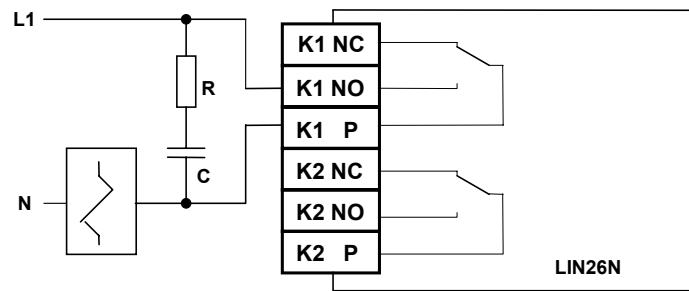 L1
R
C
N
K1 NC
K1 NO
K1 P
K2 NC
K2 NO
K2 P
LIN26N